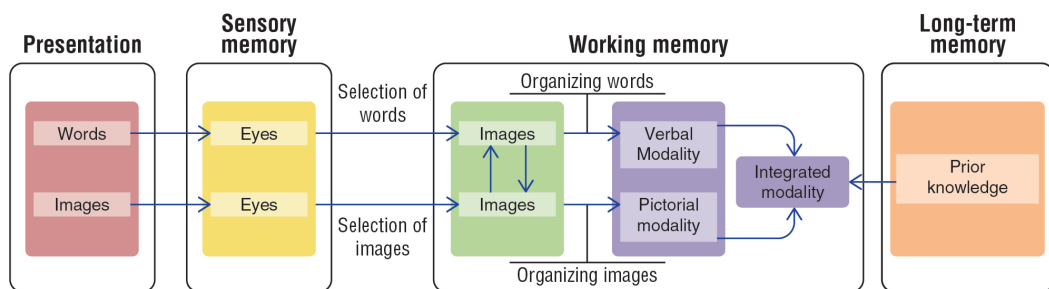 Presentation
Sensory
memory
Working memory
Long-term
memory
Words
Images
Eyes
Eyes
Selection of
words
Selection of
images
Organizing words
Images
Images
Organizing images
Verbal
Modality
Pictorial
modality
Integrated
modality
Prior
knowledge